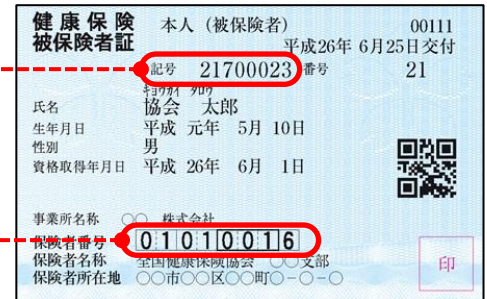 健康保険 本人（被保険者） 00111
被保険者証 平成26年 6月25日交付
記号 21700023 番号 21
ｷｮｳｶｲ ﾀﾛｳ
氏名 協会 太郎
生年月日 平成 元年 5月 10日
性別 男
資格取得年月日 平成 26年 6月 1日
事業所名称 ○○ 株式会社
保険者番号 01010016
保険者名称 全国健康保険協会 ○○支部
保険者所在地 ○○市○○区○○町○-○-○
印